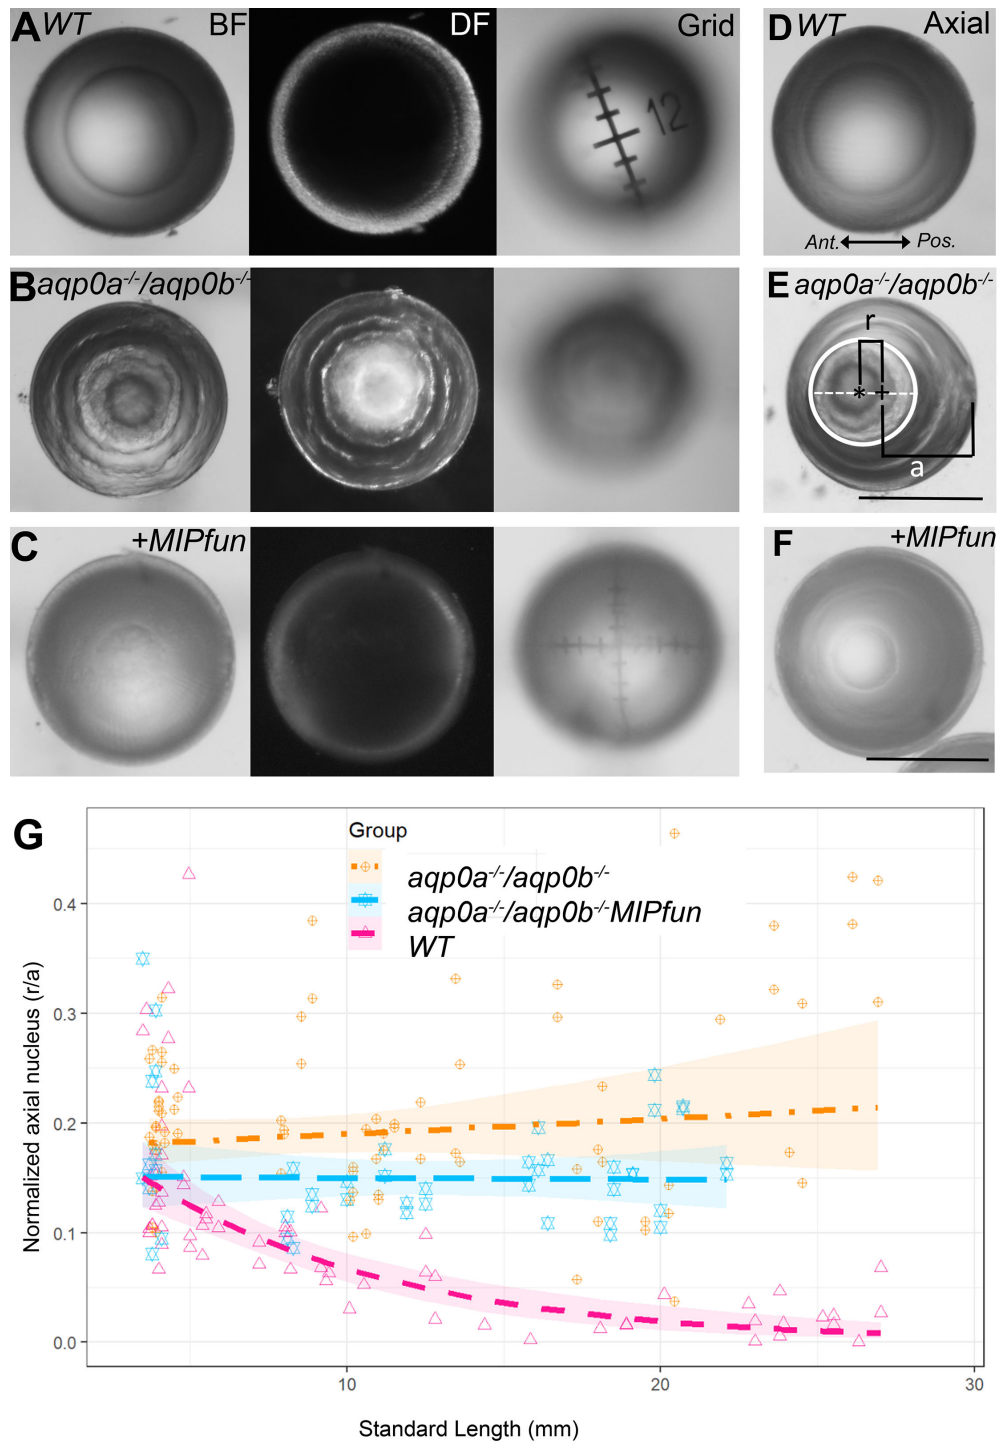 A WT BF DF Grid
12
D WT Axial
Ant. Pos.
B aqp0a-/-/aqp0b-/-
E aqp0a-/-/aqp0b-/-
r
* +
a
C +MIPfun
F +MIPfun
G
Group
aqp0a-/-/aqp0b-/-
aqp0a-/-/aqp0b-/-MIPfun
WT
Normalized axial nucleus (r/a)
0.4
0.3
0.2
0.1
0.0
10 20 30
Standard Length (mm)